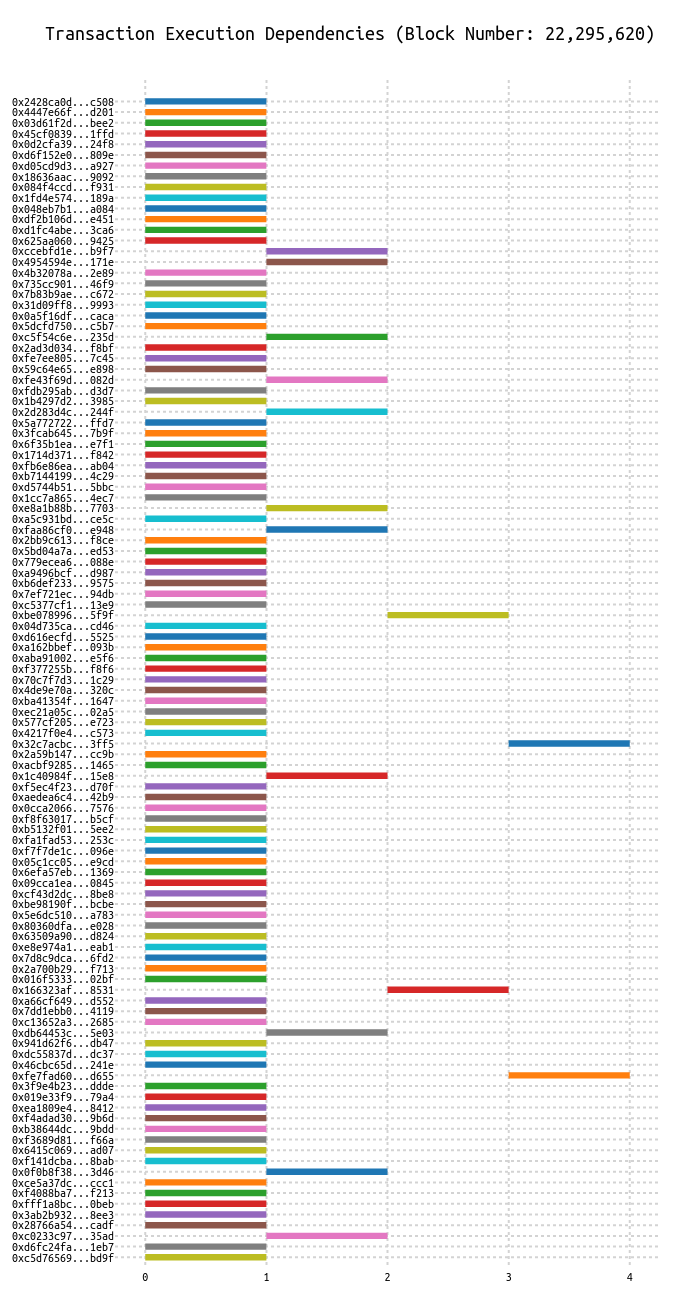 Transaction Execution Dependencies (Block Number: 22,295,620)
0x2428ca0d...c508
0x4447e66f...d201
0x03d61f2d...bee2
0x45cf0839...1ffd
0x0d2cfa39...24f8
0xd6f152e0...809e
0xd05cd9d3...a927
0x18636aac...9092
0x084f4ccd...f931
0x1fd4e574...189a
0x048eb7b1...a084
0xdf2b106d...e451
0xd1fc4abe...3ca6
0x625aa060...9425
0xccebfd1e...b9f7
0x4954594e...171e
0x4b32078a...2e89
0x735cc901...46f9
0x7b83b9ae...c672
0x31d09ff8...9993
0x0a5f16df...caca
0x5dcfd750...c5b7
0xc5f54c6e...235d
0x2ad3d034...f8bf
0xfe7ee805...7c45
0x59c64e65...e898
0xfe43f69d...082d
0xfdb295ab...d3d7
0x1b4297d2...3985
0x2d283d4c...244f
0x5a772722...ffd7
0x3fcab645...7b9f
0x6f35b1ea...e7f1
0x1714d371...f842
0xfb6e86ea...ab04
0xb7144199...4c29
0xd5744b51...5bbc
0x1cc7a865...4ec7
0xe8a1b88b...7703
0xa5c931bd...ce5c
0xfaa86cf0...e948
0x2bb9c613...f8ce
0x5bd04a7a...ed53
0x779ecea6...088e
0xa9496bcf...d987
0xb6def233...9575
0x7ef721ec...94db
0xc5377cf1...13e9
0xbe078996...5f9f
0x04d735ca...cd46
0xd616ecfd...5525
0xa162bbef...093b
0xaba91002...e5f6
0xf377255b...f8f6
0x70c7f7d3...1c29
0x4de9e70a...320c
0xba41354f...1647
0xec21a05c...02a5
0x577cf205...e723
0x4217f0e4...c573
0x32c7acbc...3ff5
0x2a59b147...cc9b
0xacbf9285...1465
0x1c40984f...15e8
0xf5ec4f23...d70f
0xaedea6c4...42b9
0x0cca2066...7576
0xf8f63017...b5cf
0xb5132f01...5ee2
0xfa1fad53...253c
0xf7f7de1c...096e
0x05c1cc05...e9cd
0x6efa57eb...1369
0x09cca1ea...0845
0xcf43d2dc...8be8
0xbe98190f...bcbe
0x5e6dc510...a783
0x80360dfa...e028
0x63509a90...d824
0xe8e974a1...eab1
0x7d8c9dca...6fd2
0x2a700b29...f713
0x016f5333...02bf
0x166323af...8531
0xa66cf649...d552
0x7dd1ebb0...4119
0xc13652a3...2685
0xdb64453c...5e03
0x941d62f6...db47
0xdc55837d...dc37
0x46cbc65d...241e
0xfe7fad60...d655
0x3f9e4b23...ddde
0x019e33f9...79a4
0xea1809e4...8412
0xf4adad30...9b6d
0xb38644dc...9bdd
0xf3689d81...f66a
0x6415c069...ad07
0xf141dcba...8bab
0x0f0b8f38...3d46
0xce5a37dc...ccc1
0xf4088ba7...f213
0xfff1a8bc...0beb
0x3ab2b932...8ee3
0x28766a54...cadf
0xc0233c97...35ad
0xd6fc24fa...1eb7
0xc5d76569...bd9f
0 1 2 3 4